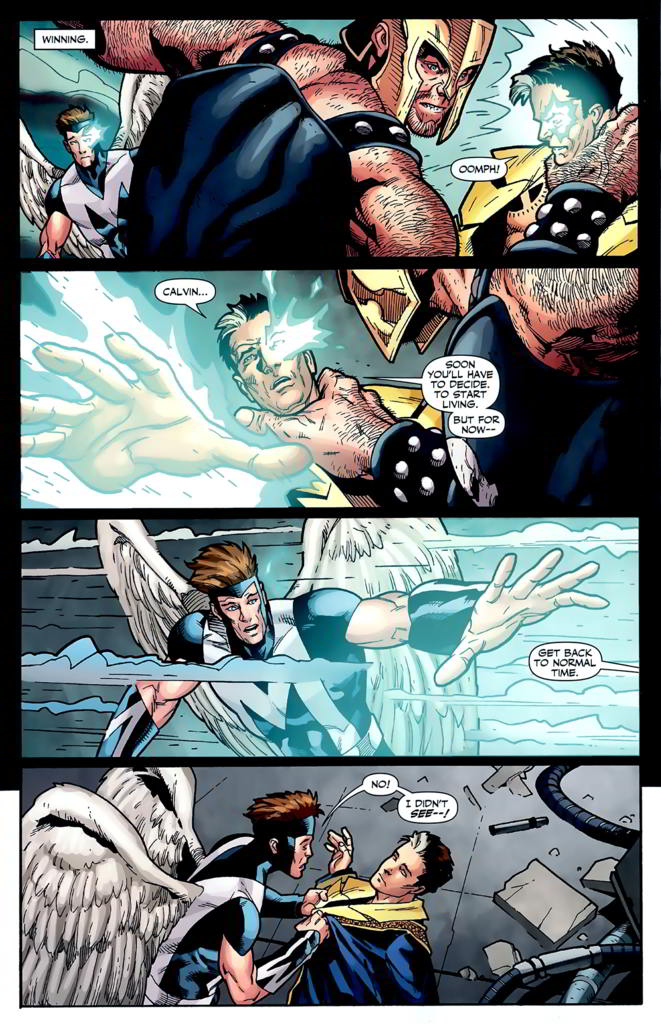 WINNING.
OOMPH!
CALVIN...
SOON
YOU'LL HAVE
TO DECIDE.
TO START
LIVING.
BUT FOR
NOW--
GET BACK
TO NORMAL
TIME.
NO!
I DIDN'T
SEE--!